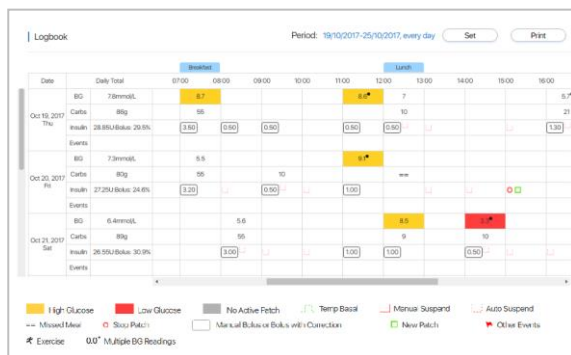 Logbook Period: 19/10/2017-25/10/2017, every day Set Print
Breakfast Lunch
Date Daily Total 07:00 08:00 09:00 10:00 11:00 12:00 13:00 14:00 15:00 16:00
BG 7.8mmol/L 8.7 8.8 7 5.7
Carbs 86g 55 10 21
Oct 19, 2017
Thu
Insulin 28.85U Bolus: 29.5% 3.50 0.50 0.50 0.50 0.50 1.30
Events
BG 7.3mmol/L 5.5
Carbs 80g 55 10 ==
Oct 20, 2017
Fri
Insulin 27.25U Bolus: 24.6% 3.20 0.50 1.00
Events
BG 6.4mmol/L 5.6 8.5
Carbs 89g 55 9 10
Oct 21, 2017
Sat
Insulin 26.55U Bolus: 30.9% 3.00 1.00 1.00 0.50
Events
High Glucose Low Glucose No Active Fetch Temp Basal Manual Suspend Auto Suspend
== Missed Meal Stop Patch Manual Bolus or Bolus with Correction New Patch Other Events
Exercise 0.0* Multiple BG Readings